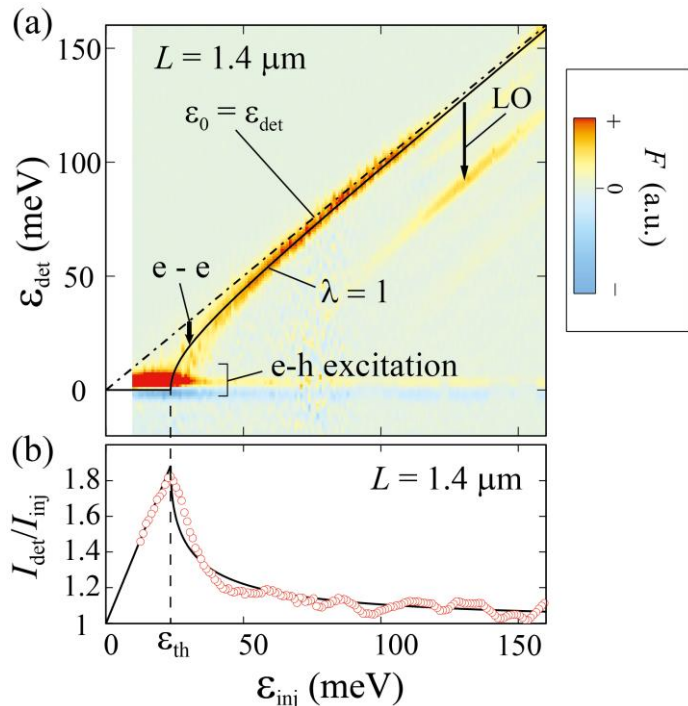 (a)
150
L = 1.4 μm
LO
ε0 = εdet
100
εdet (meV)
50
e - e
λ = 1
e-h excitation
0
+
0
−
F (a.u.)
(b)
1.8
L = 1.4 μm
1.6
Idet/Iinj
1.4
1.2
1
0
εth
50
100
150
εinj (meV)